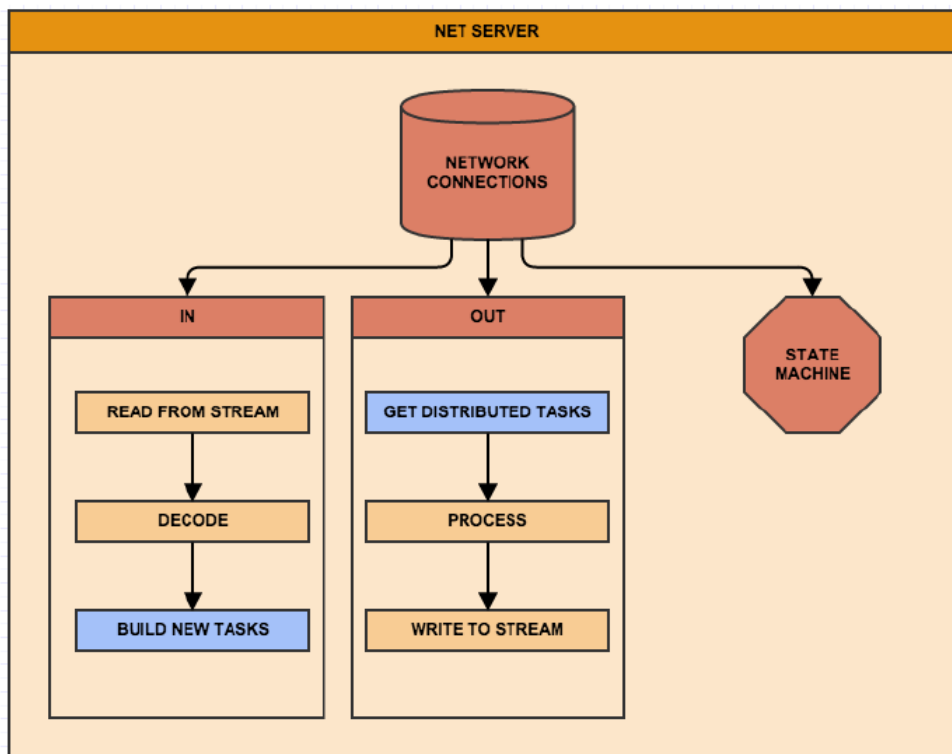 NET SERVER
NETWORK
CONNECTIONS
IN
OUT
STATE
MACHINE
READ FROM STREAM
GET DISTRIBUTED TASKS
DECODE
PROCESS
BUILD NEW TASKS
WRITE TO STREAM